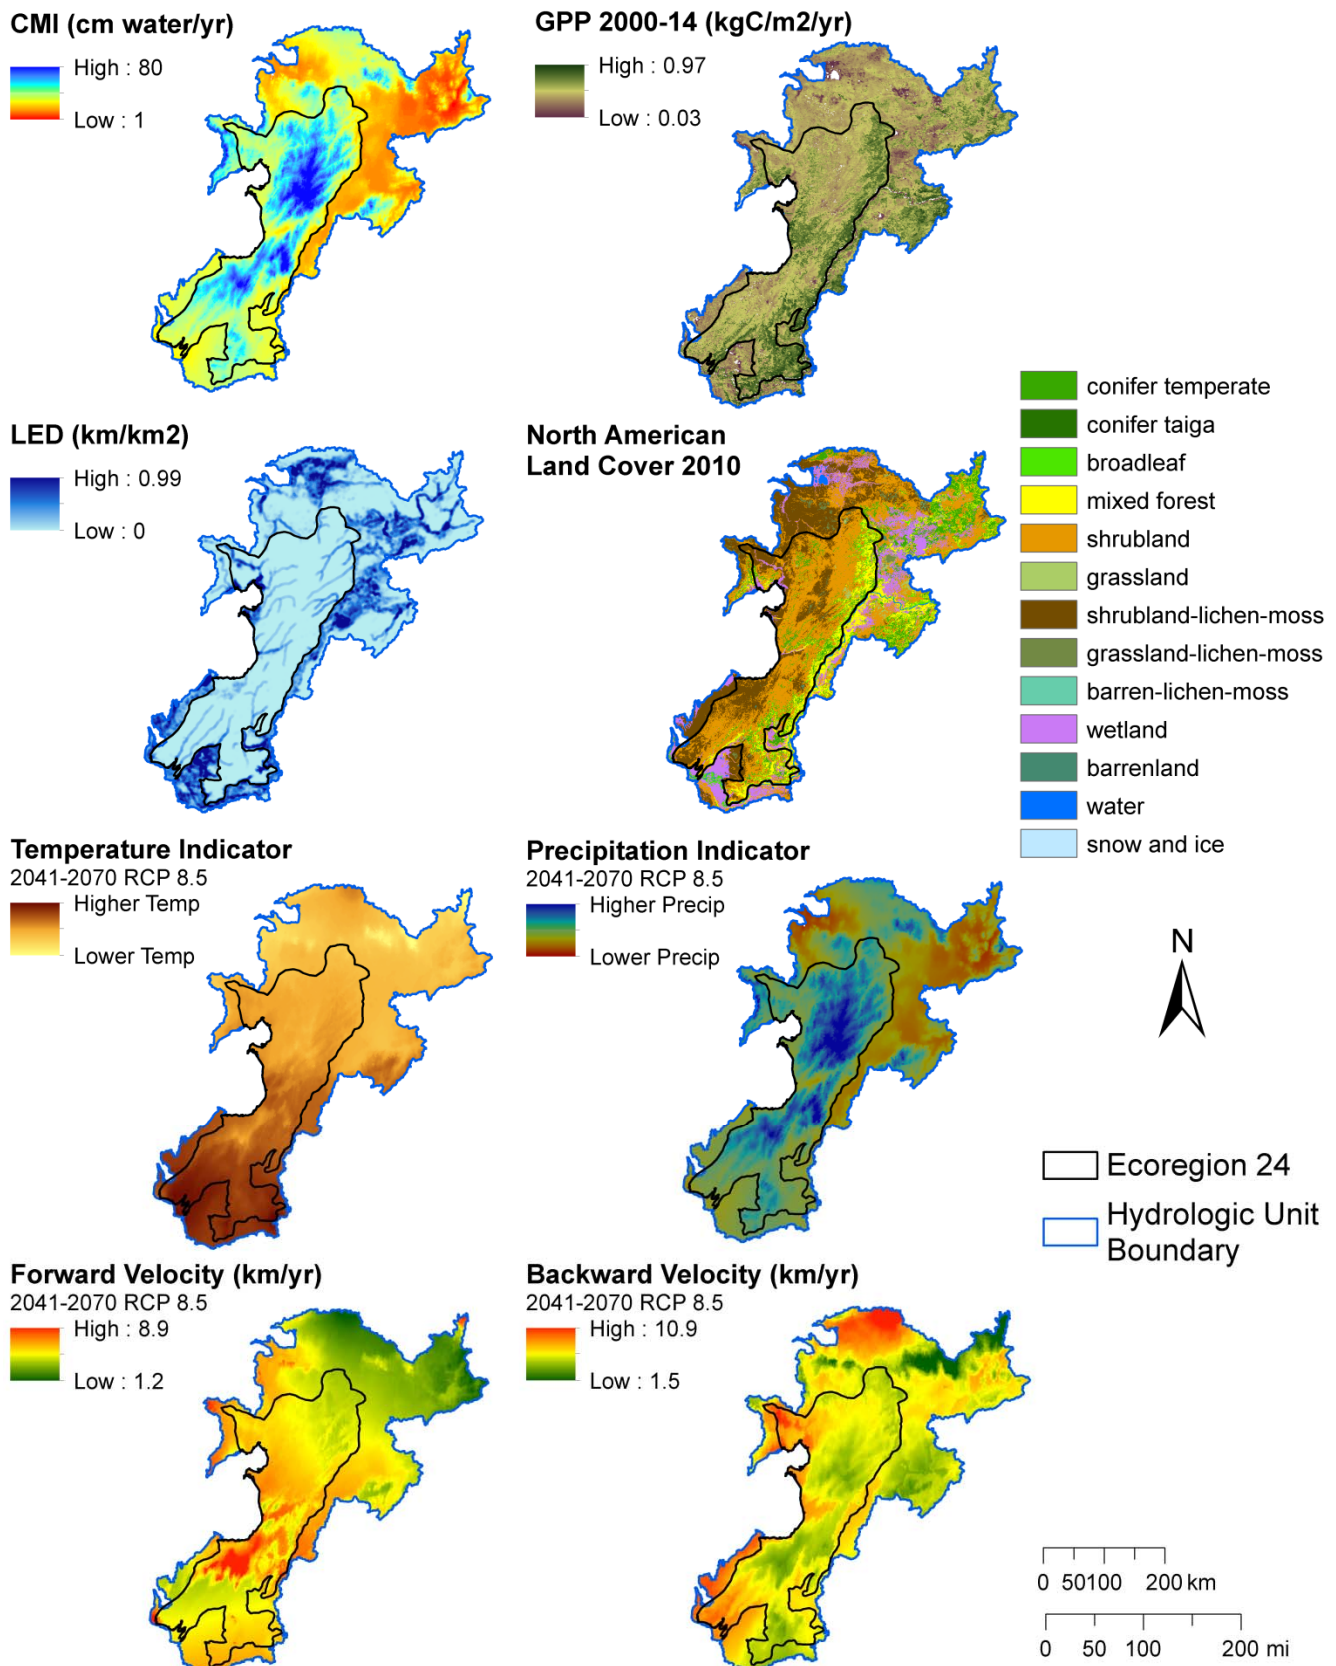 CMI (cm water/yr)
High : 80
Low : 1
GPP 2000-14 (kgC/m2/yr)
High : 0.97
Low : 0.03
LED (km/km2)
High : 0.99
Low : 0
North American
Land Cover 2010
conifer temperate
conifer taiga
broadleaf
mixed forest
shrubland
grassland
shrubland-lichen-moss
grassland-lichen-moss
barren-lichen-moss
wetland
barrenland
water
snow and ice
Temperature Indicator
2041-2070 RCP 8.5
Higher Temp
Lower Temp
Precipitation Indicator
2041-2070 RCP 8.5
Higher Precip
Lower Precip
N
Ecoregion 24
Hydrologic Unit
Boundary
Forward Velocity (km/yr)
2041-2070 RCP 8.5
High : 8.9
Low : 1.2
Backward Velocity (km/yr)
2041-2070 RCP 8.5
High : 10.9
Low : 1.5
0 50 100 200 km
0 50 100 200 mi